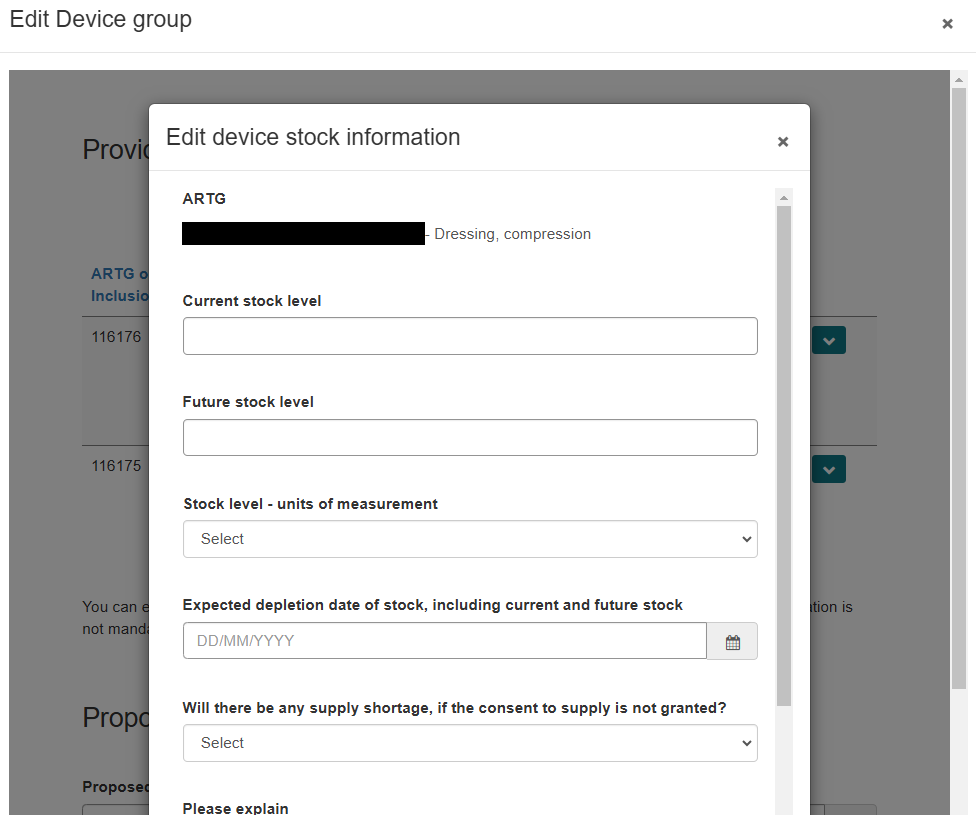 Edit Device group
×
Provi
Edit device stock information
×
ARTG
- Dressing, compression
ARTG o
Inclusio
Current stock level
116176
Future stock level
116175
Stock level - units of measurement
Select
Expected depletion date of stock, including current and future stock
You can e
ation is
not manda
DD/MM/YYYY
Will there be any supply shortage, if the consent to supply is not granted?
Propo
Select
Proposed
Please explain